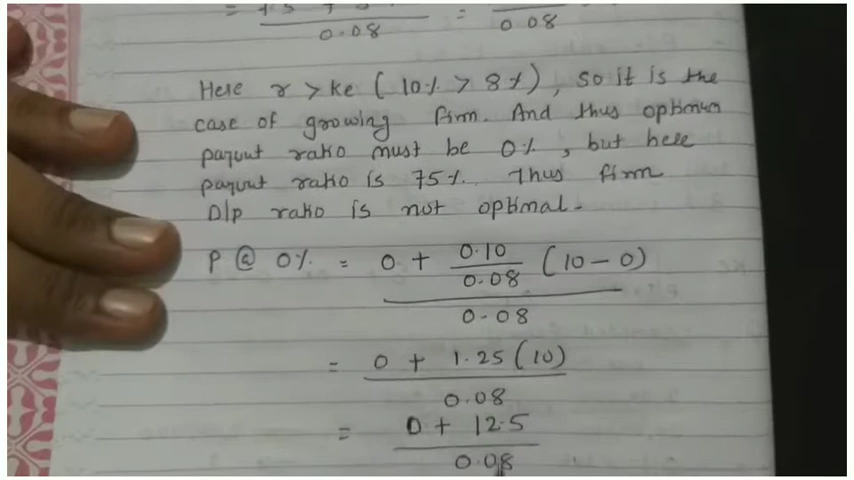 0.08 = 0.08
Here r > ke ( 10% > 8% ), so it is the
case of growing firm. And thus optimum
payout ratio must be 0%, but here
payout ratio is 75%. Thus firm
D/p ratio is not optimal.
P @ 0% = 0 + 0.10 / 0.08 (10 - 0)
0.08
= 0 + 1.25 (10)
0.08
= 0 + 12.5
0.08